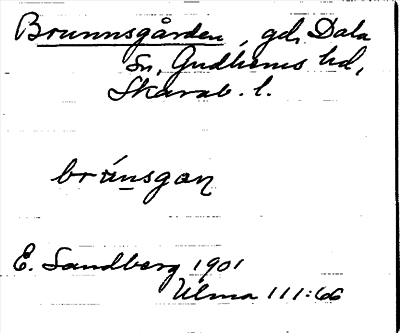 Brunnsgården, gd, Dala
Sn, Gudhems hd,
Skarab. l.
brúnsgan
E. Sandberg 1901
Ulma 111:66